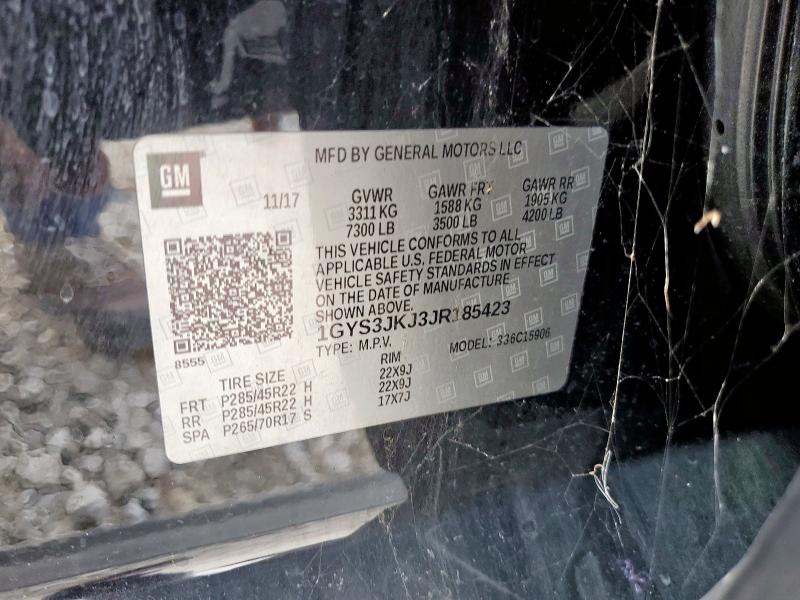 GM
MFD BY GENERAL MOTORS LLC
11/17
GVWR GAWR FRT GAWR RR
3311 KG 1588 KG 1905 KG
7300 LB 3500 LB 4200 LB
THIS VEHICLE CONFORMS TO ALL
APPLICABLE U.S. FEDERAL MOTOR
VEHICLE SAFETY STANDARDS IN EFFECT
ON THE DATE OF MANUFACTURE
SHOWN ABOVE.
1GYS3JKJ3JR185423
TYPE: M.P.V. MODEL: 336C15906
8555
TIRE SIZE RIM
FRT P285/45R22 H 22X9J
RR P285/45R22 H 22X9J
SPA P265/70R17 S 17X7J